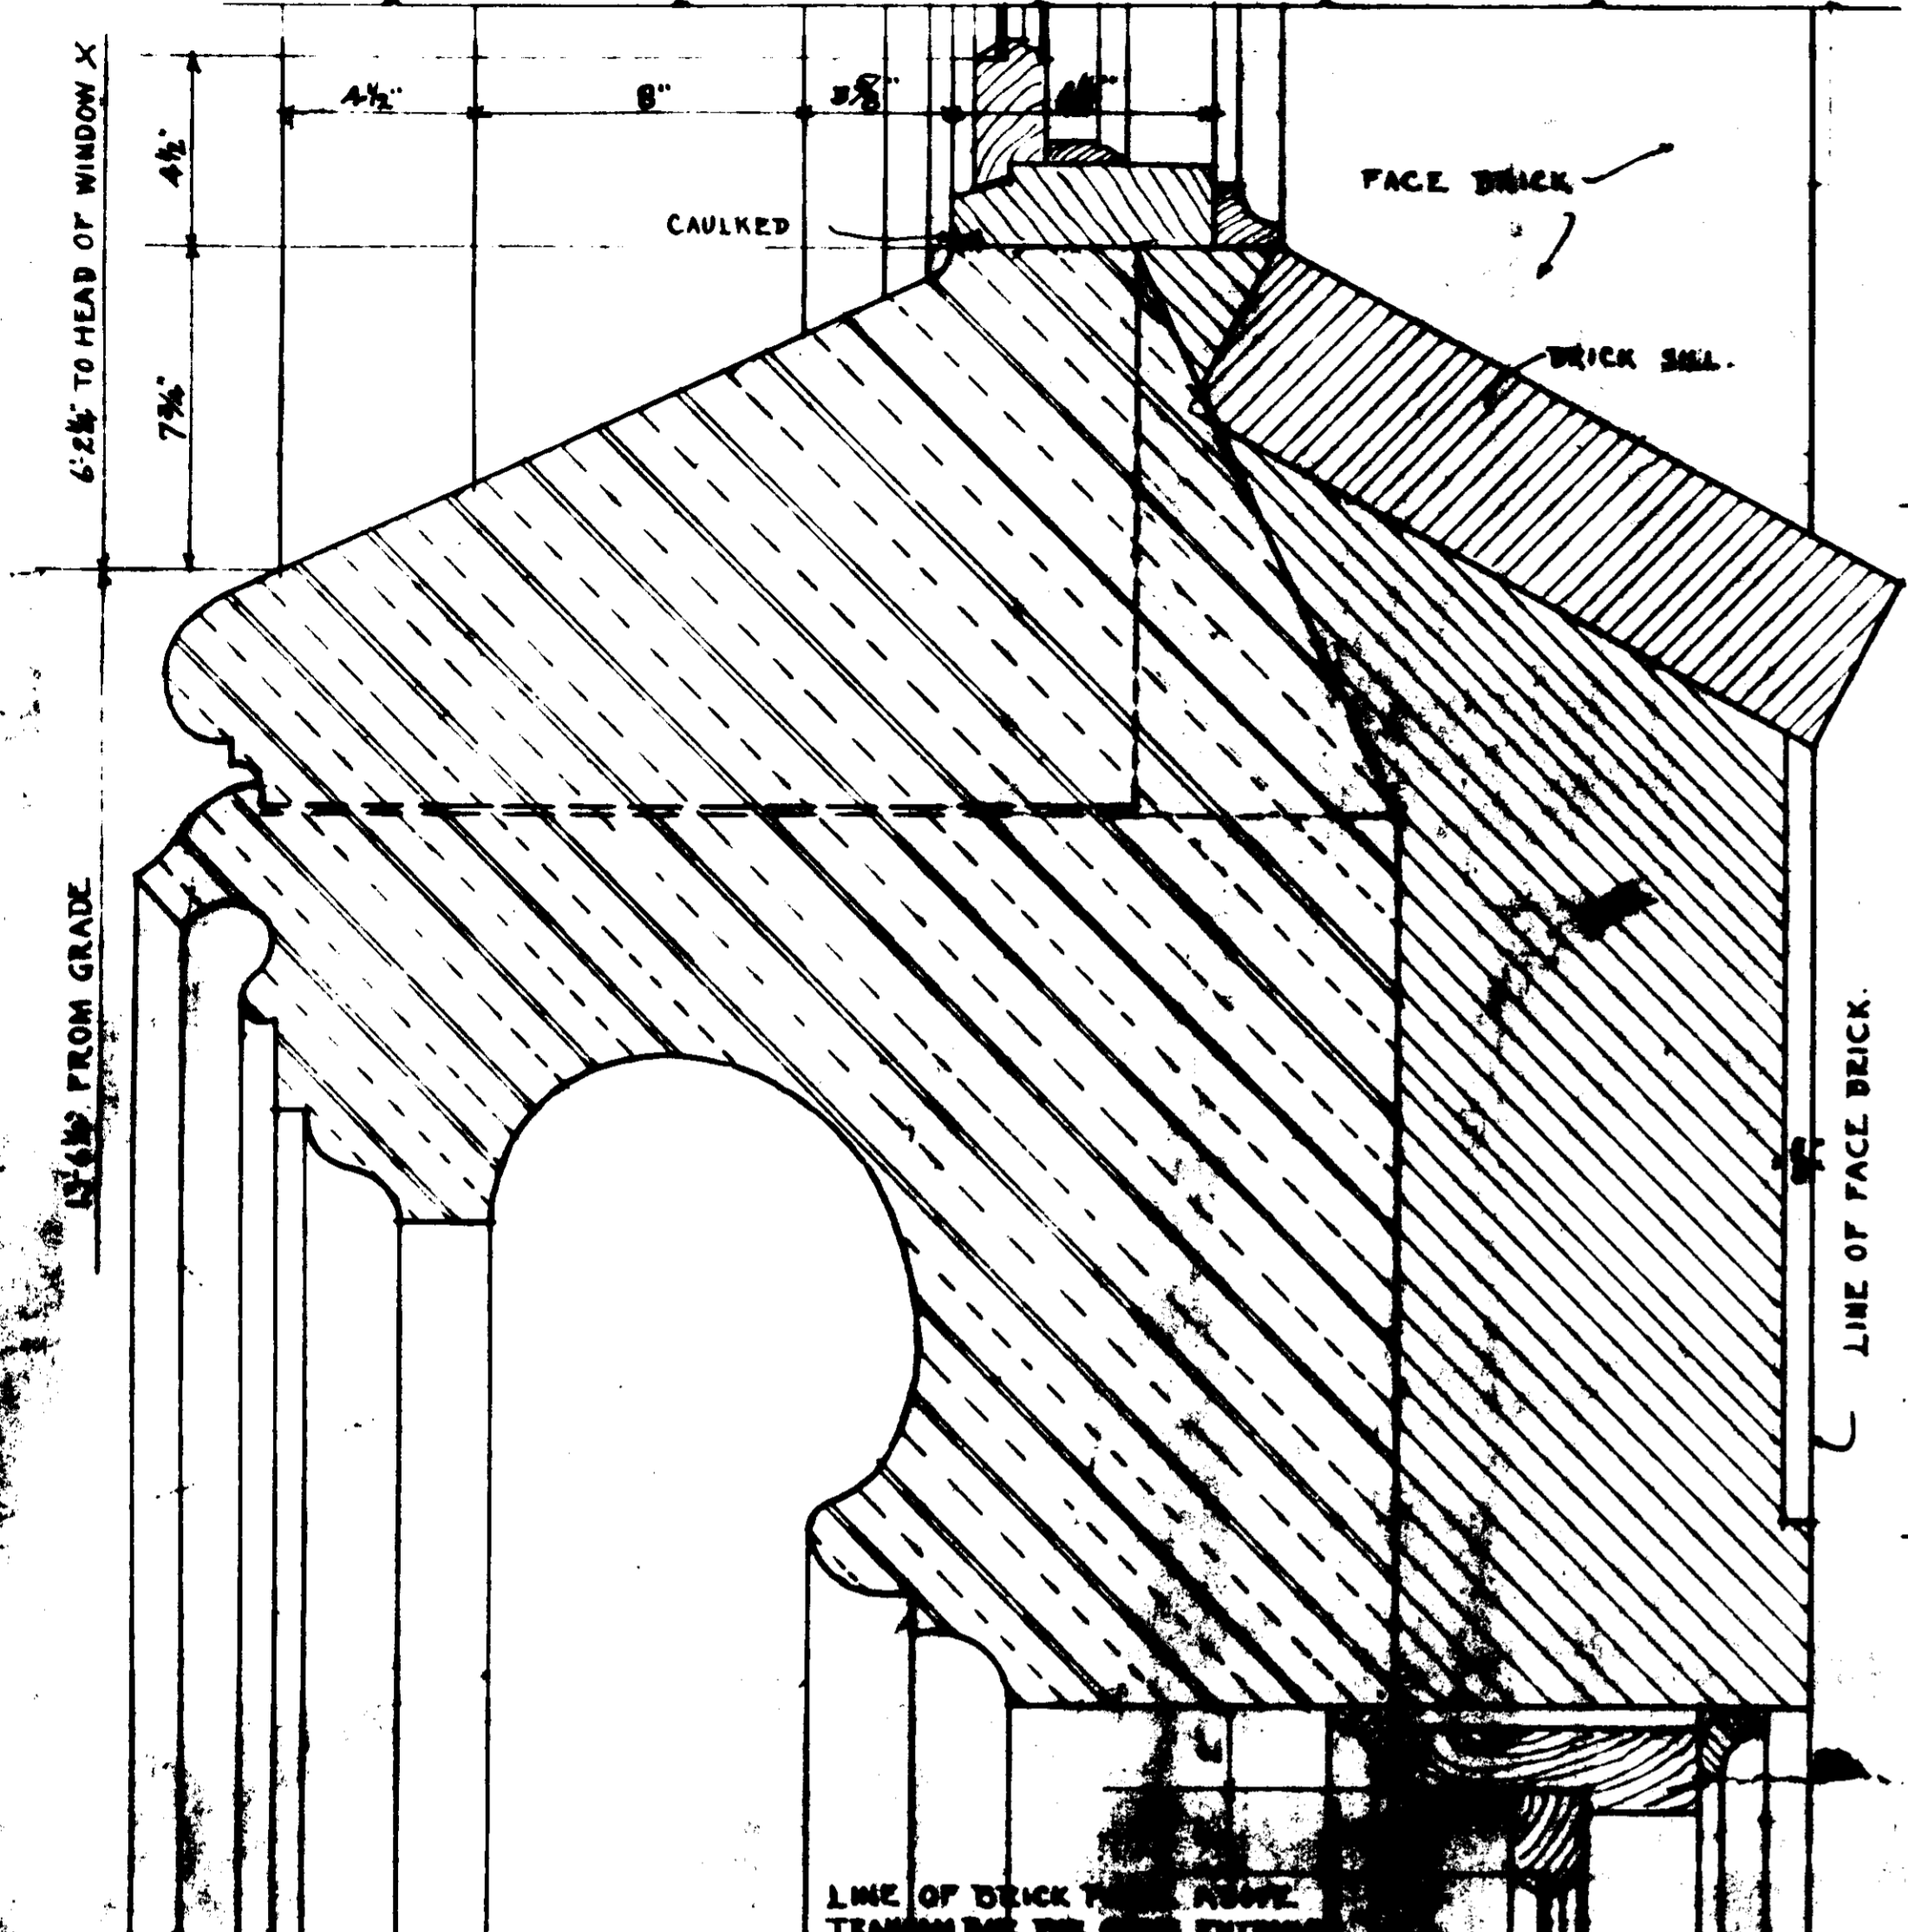 6'-2¼" TO HEAD OF WINDOW
4½"
7¾"
4½"
8"
CAULKED
FACE BRICK
BRICK SILL.
FROM GRADE
LINE OF FACE BRICK.
LINE OF BRICK